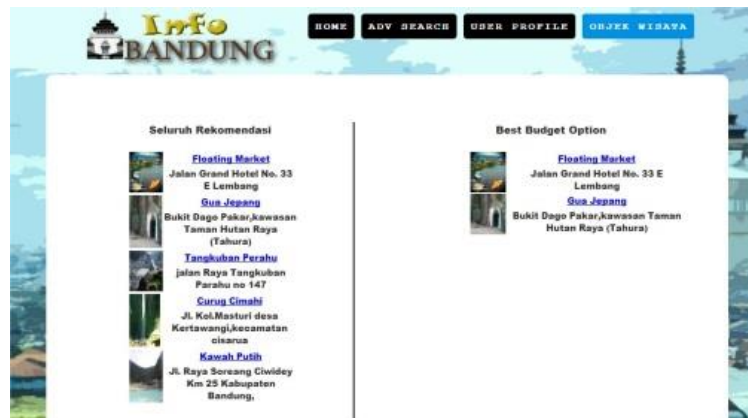 Info
BANDUNG
HOME
ADV SEARCH
USER PROFILE
OBJEK WISATA
Seluruh Rekomendasi
Floating Market
Jalan Grand Hotel No. 33
E Lembang
Gua Jepang
Bukit Dago Pakar,kawasan
Taman Hutan Raya
(Tahura)
Tangkuban Perahu
jalan Raya Tangkuban
Parahu no 147
Curug Cimahi
Jl. Kol.Masturi desa
Kertawangi,kecamatan
cisarua
Kawah Putih
Jl. Raya Soreang Ciwidey
Km 25 Kabupaten
Bandung,
Best Budget Option
Floating Market
Jalan Grand Hotel No. 33 E
Lembang
Gua Jepang
Bukit Dago Pakar,kawasan Taman
Hutan Raya (Tahura)